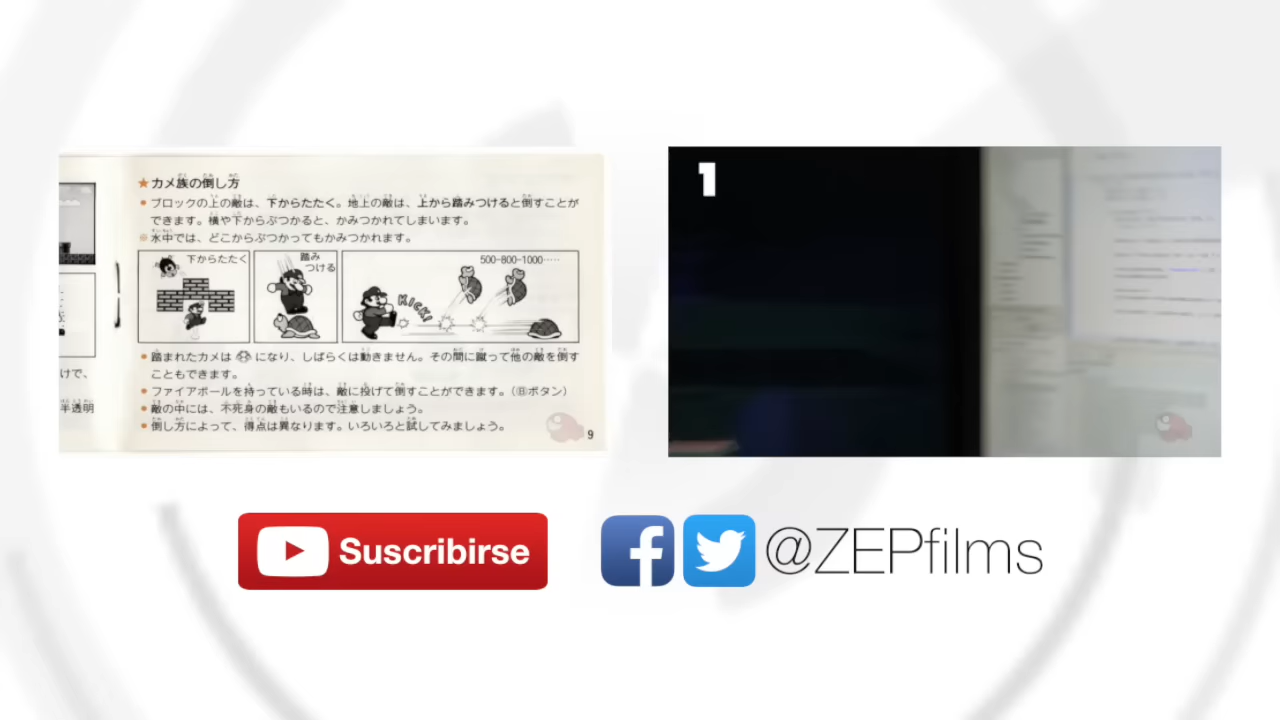 ★カメ族の倒し方
● ブロックの上の敵は、下からたたく。地上の敵は、上から踏みつけると倒すことが
できます。横や下からぶつかると、かみつかれてしまいます。
※ 水中では、どこからぶつかってもかみつかれます。
下からたたく
踏み
つける
500-800-1000‥‥‥
KICK!
● 踏まれたカメは になり、しばらくは動きません。その間に蹴って他の敵を倒す
こともできます。
● ファイアボールを持っている時は、敵に投げて倒すことができます。(Ⓑボタン)
● 敵の中には、不死身の敵もいるので注意しましょう。
● 倒し方によって、得点は異なります。いろいろと試してみましょう。
けで、
半透明
9
1
Suscribirse
@ZEPfilms